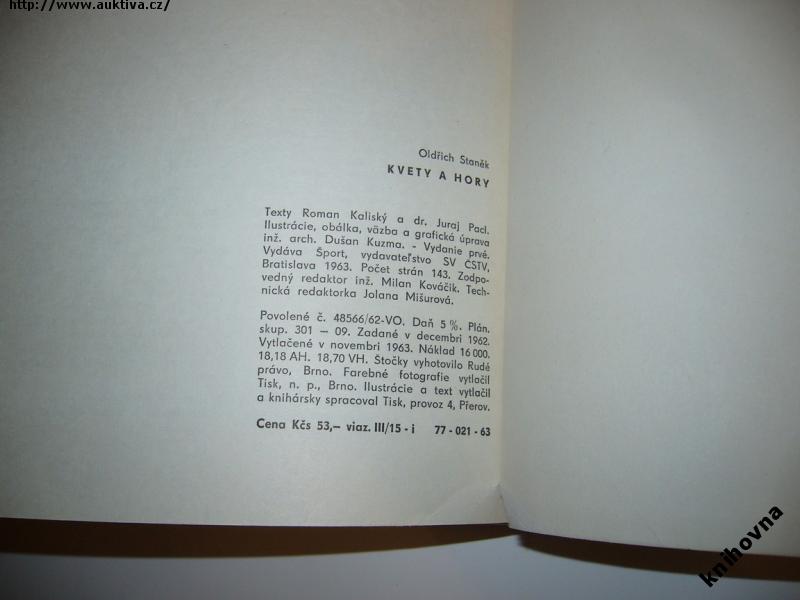 http://www.auktiva.cz/
Oldřich Staněk
KVETY A HORY
Texty Roman Kaliský a dr. Juraj Pacl.
Ilustrácie, obálka, väzba a grafická úprava
inž. arch. Dušan Kuzma. - Vydanie prvé.
Vydáva Šport, vydavateľstvo SV ČSTV,
Bratislava 1963. Počet strán 143. Zodpo-
vedný redaktor inž. Milan Kováčik. Tech-
nická redaktorka Jolana Mišurová.
Povolené č. 48566/62-VO. Daň 5 %. Plán.
skup. 301 — 09. Zadané v decembri 1962.
Vytlačené v novembri 1963. Náklad 16 000.
18,18 AH. 18,70 VH. Štočky vyhotovilo Rudé
právo, Brno. Farebné fotografie vytlačil
Tisk, n. p., Brno. Ilustrácie a text vytlačil
a knihársky spracoval Tisk, provoz 4, Přerov.
Cena Kčs 53,— viaz. III/15 - i 77 - 021 - 63
knihovna